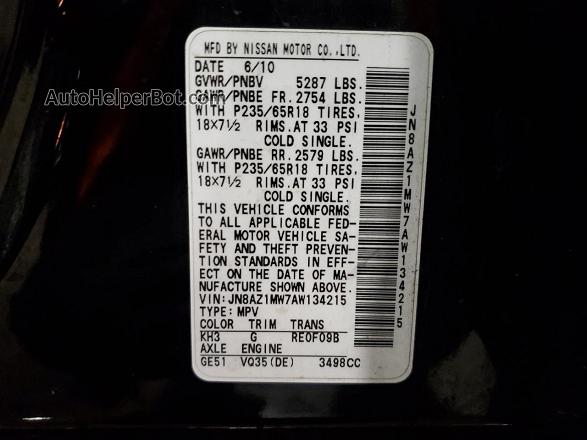 MFD BY NISSAN MOTOR CO.,LTD.
DATE 6/10
GVWR/PNBV 5287 LBS.
GAWR/PNBE FR. 2754 LBS.
WITH P235/65R18 TIRES,
18X7½ RIMS.AT 33 PSI
COLD SINGLE.
GAWR/PNBE RR. 2579 LBS.
WITH P235/65R18 TIRES,
18X7½ RIMS.AT 33 PSI
COLD SINGLE.
THIS VEHICLE CONFORMS
TO ALL APPLICABLE FED-
ERAL MOTOR VEHICLE SA-
FETY AND THEFT PREVEN-
TION STANDARDS IN EFF-
ECT ON THE DATE OF MA-
NUFACTURE SHOWN ABOVE.
VIN: JN8AZ1MW7AW134215
TYPE: MPV
COLOR TRIM TRANS
KH3 G RE0F09B
AXLE ENGINE
GE51 VQ35(DE) 3498CC
JN8AZ1MW7AW134215
AutoHelperBot.com